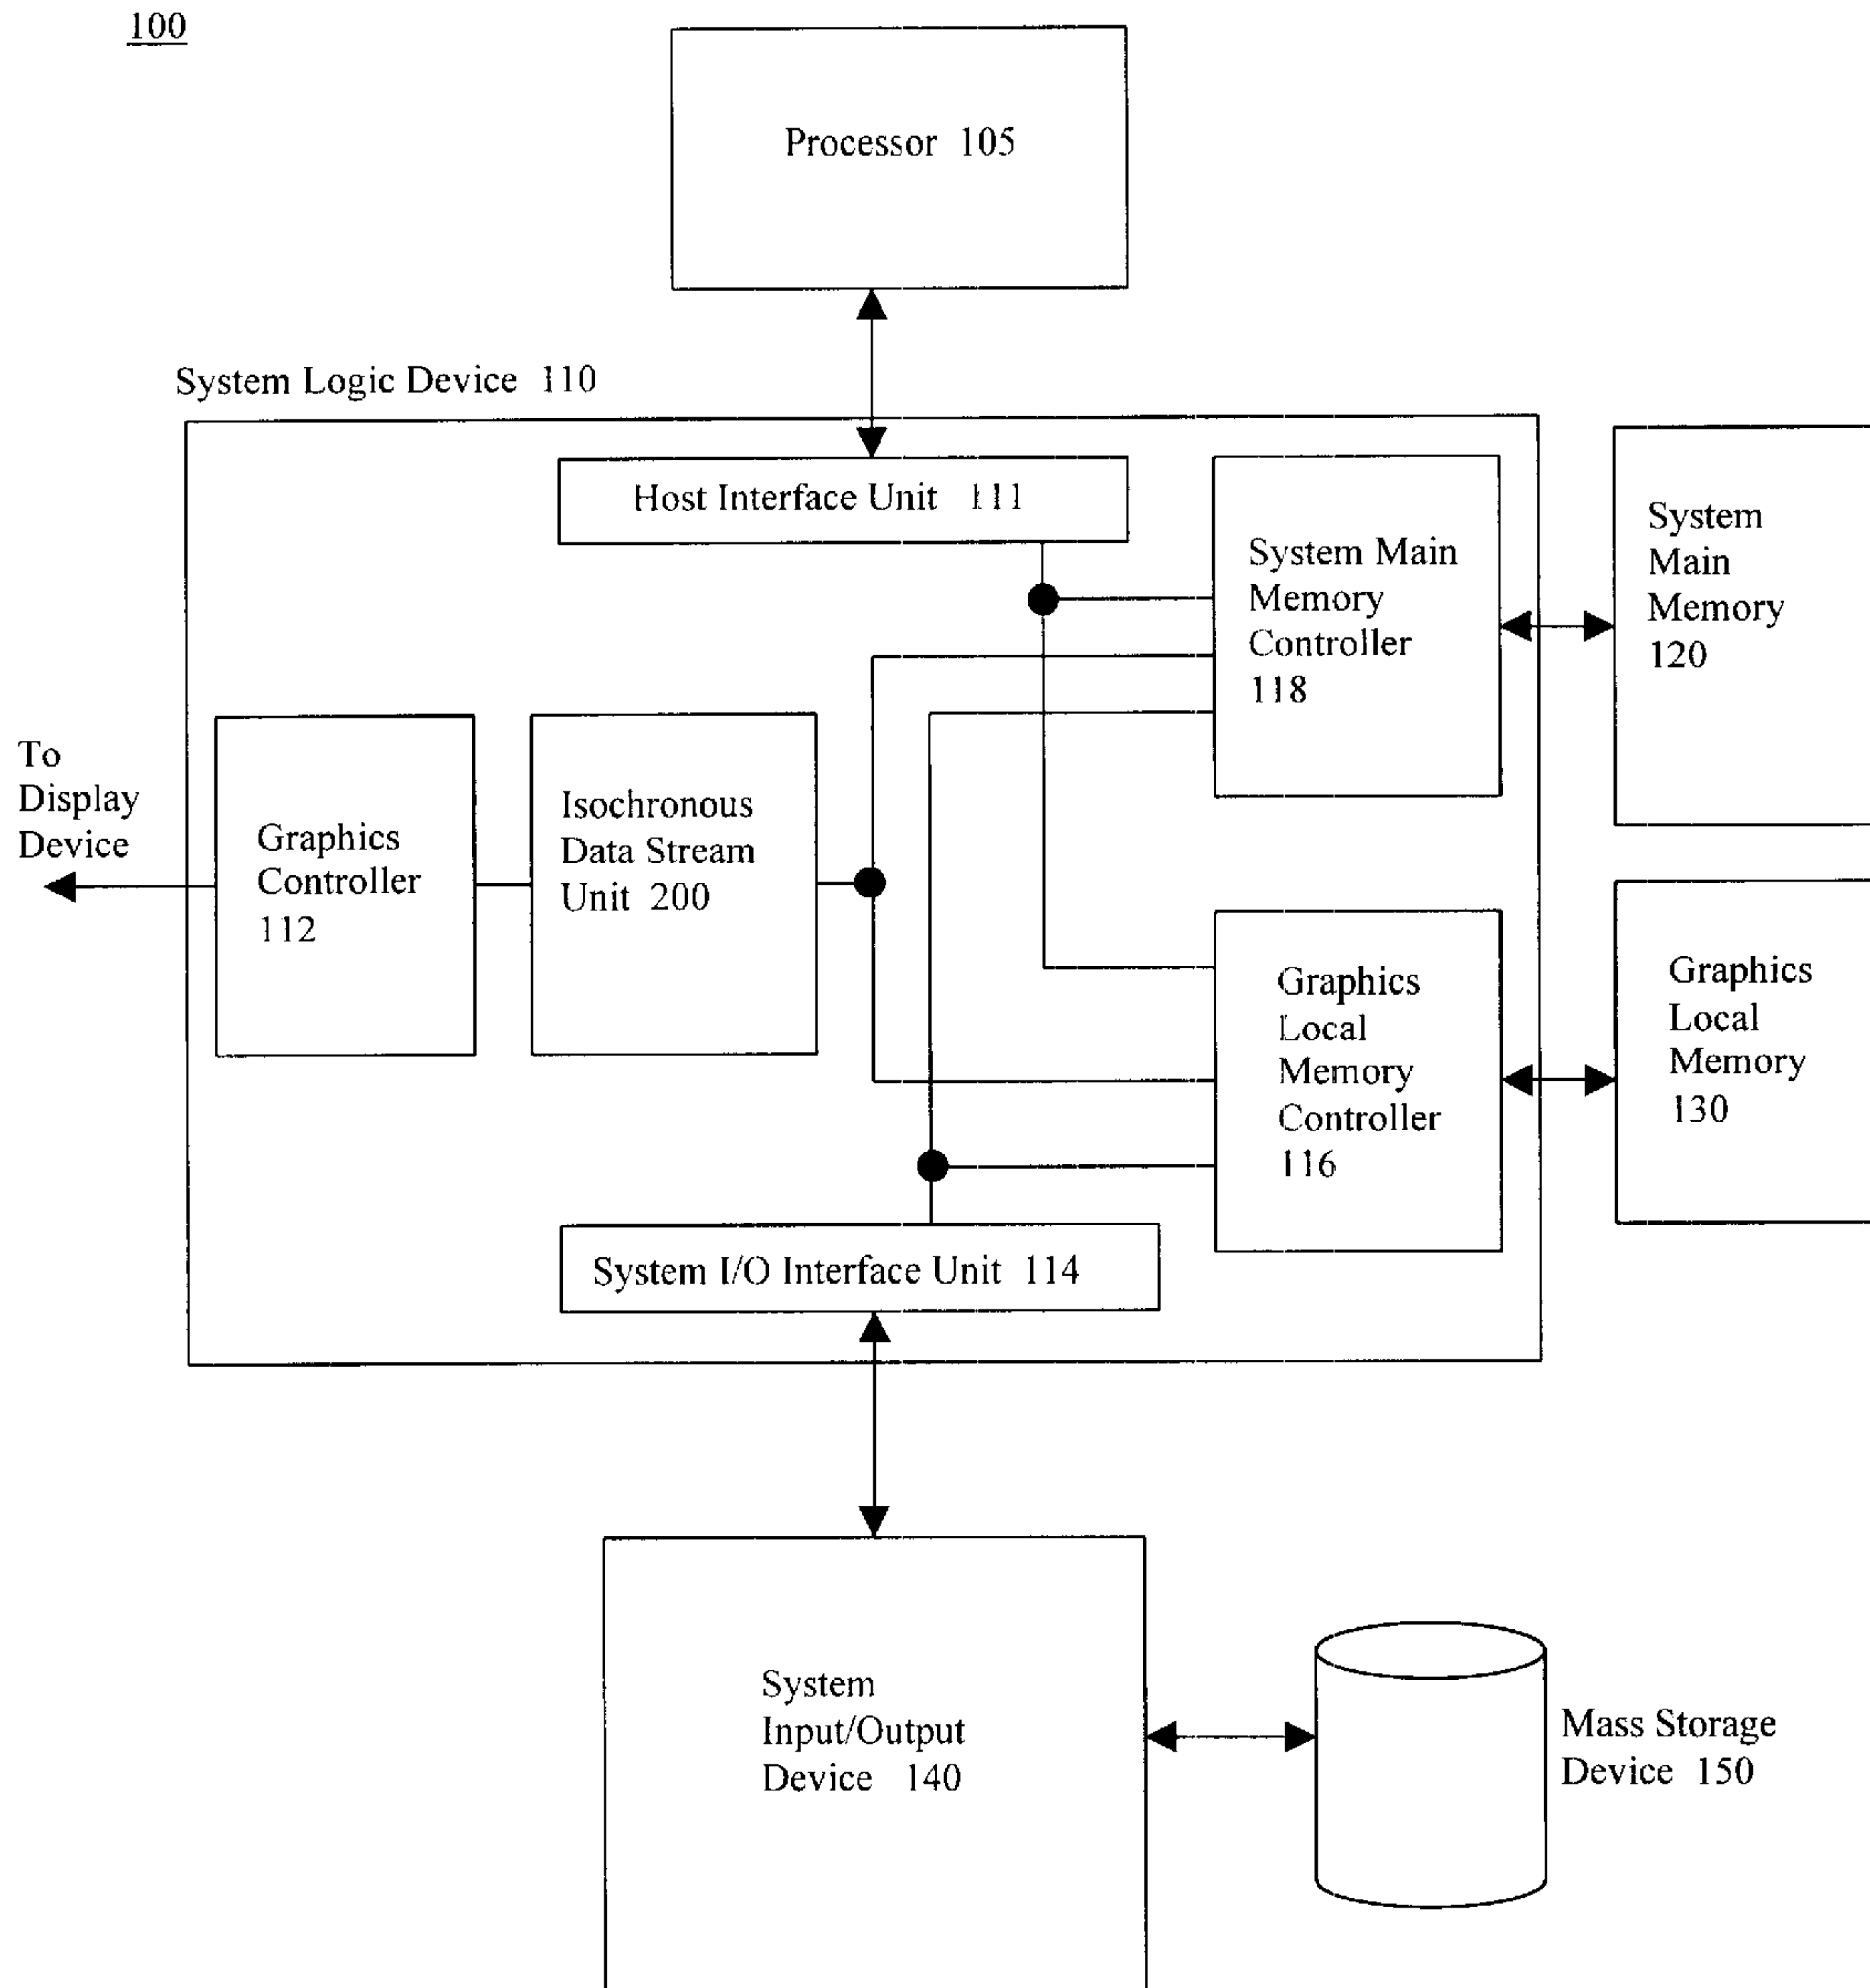 100
Processor 105
System Logic Device 110
Host Interface Unit 111
System Main
Memory
Controller
118
System
Main
Memory
120
To
Display
Device
Graphics
Controller
112
Isochronous
Data Stream
Unit 200
Graphics
Local
Memory
Controller
116
Graphics
Local
Memory
130
System I/O Interface Unit 114
System
Input/Output
Device 140
Mass Storage
Device 150